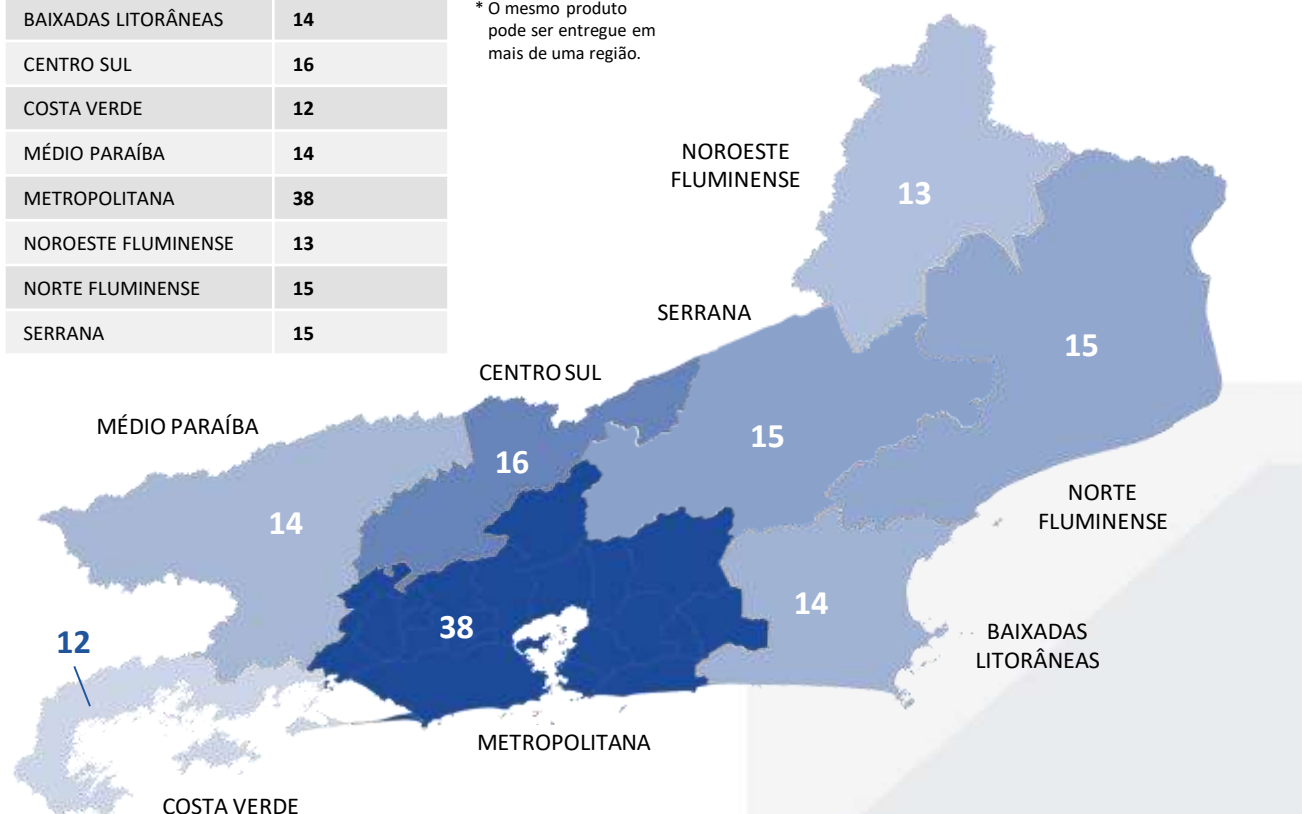 BAIXADAS LITORÂNEAS 14
CENTRO SUL 16
COSTA VERDE 12
MÉDIO PARAÍBA 14
METROPOLITANA 38
NOROESTE FLUMINENSE 13
NORTE FLUMINENSE 15
SERRANA 15
* O mesmo produto
pode ser entregue em
mais de uma região.
NOROESTE
FLUMINENSE
13
SERRANA
15
CENTRO SUL
MÉDIO PARAÍBA
15
16
NORTE
FLUMINENSE
14
14
38
12
BAIXADAS
LITORÂNEAS
METROPOLITANA
COSTA VERDE